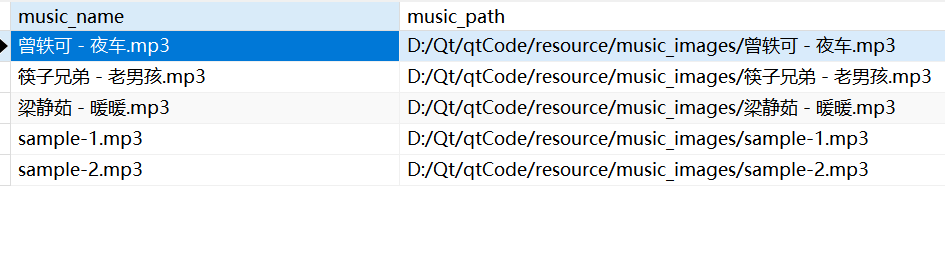 music_name music_path
曾轶可 - 夜车.mp3 D:/Qt/qtCode/resource/music_images/曾轶可 - 夜车.mp3
筷子兄弟 - 老男孩.mp3 D:/Qt/qtCode/resource/music_images/筷子兄弟 - 老男孩.mp3
梁静茹 - 暖暖.mp3 D:/Qt/qtCode/resource/music_images/梁静茹 - 暖暖.mp3
sample-1.mp3 D:/Qt/qtCode/resource/music_images/sample-1.mp3
sample-2.mp3 D:/Qt/qtCode/resource/music_images/sample-2.mp3